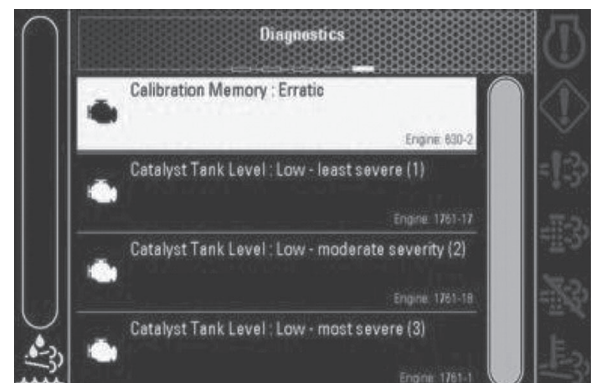 Diagnostics
Calibration Memory : Erratic
Engine: 630-2
Catalyst Tank Level : Low - least severe (1)
Engine: 1761-17
Catalyst Tank Level : Low - moderate severity (2)
Engine: 1761-18
Catalyst Tank Level : Low - most severe (3)
Engine: 1761-1